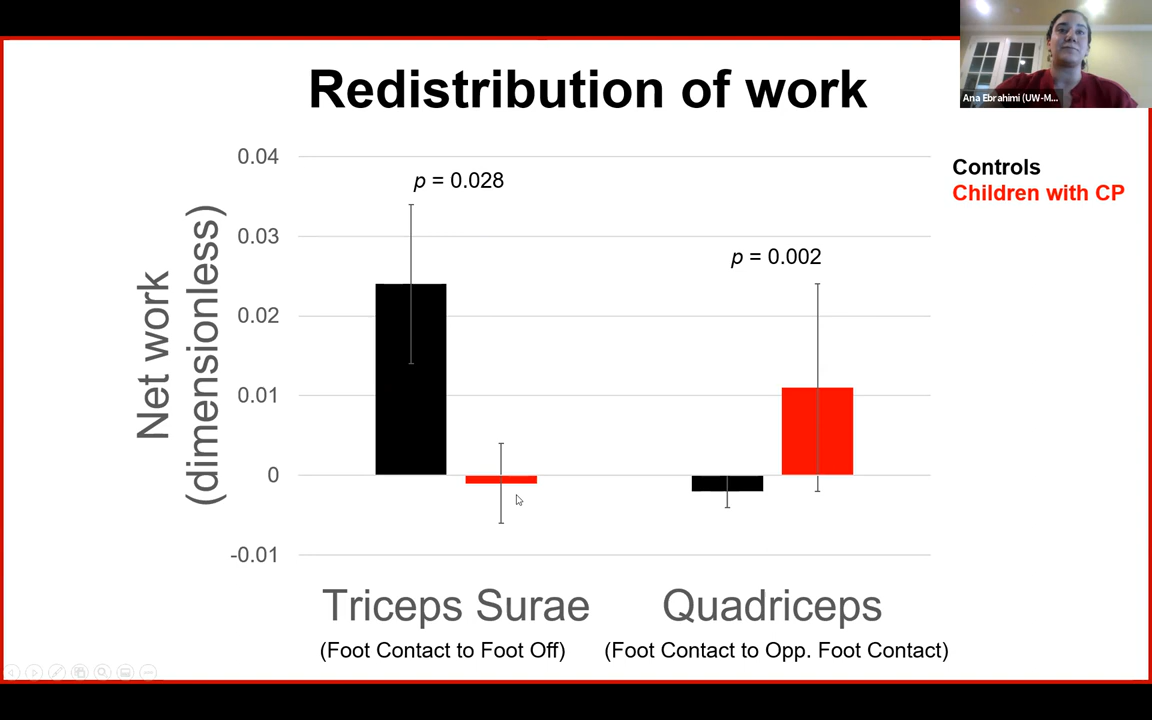 Redistribution of work
Ana Ebrahimi (UW-M...
Controls
Children with CP
Net work
(dimensionless)
0.04
0.03
0.02
0.01
0
-0.01
p = 0.028
p = 0.002
Triceps Surae
(Foot Contact to Foot Off)
Quadriceps
(Foot Contact to Opp. Foot Contact)